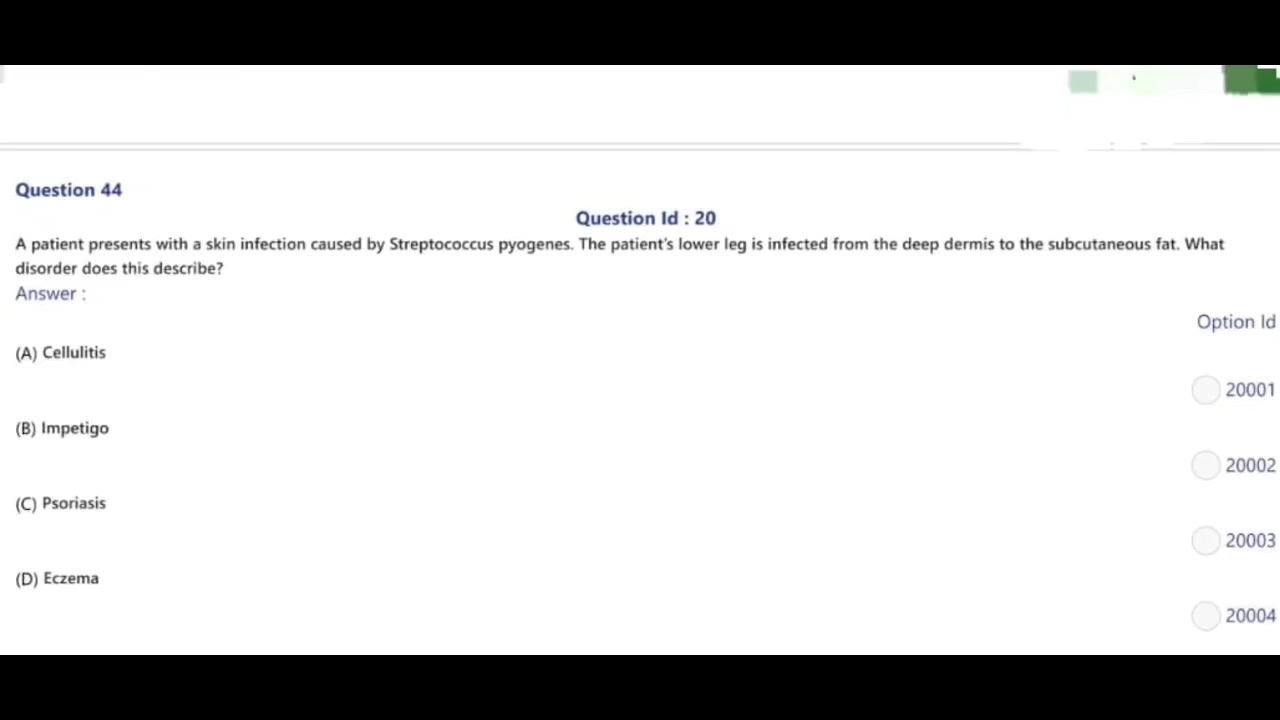 Question 44
Question Id : 20
A patient presents with a skin infection caused by Streptococcus pyogenes. The patient's lower leg is infected from the deep dermis to the subcutaneous fat. What
disorder does this describe?
Answer :
Option Id
(A) Cellulitis
20001
(B) Impetigo
20002
(C) Psoriasis
20003
(D) Eczema
20004